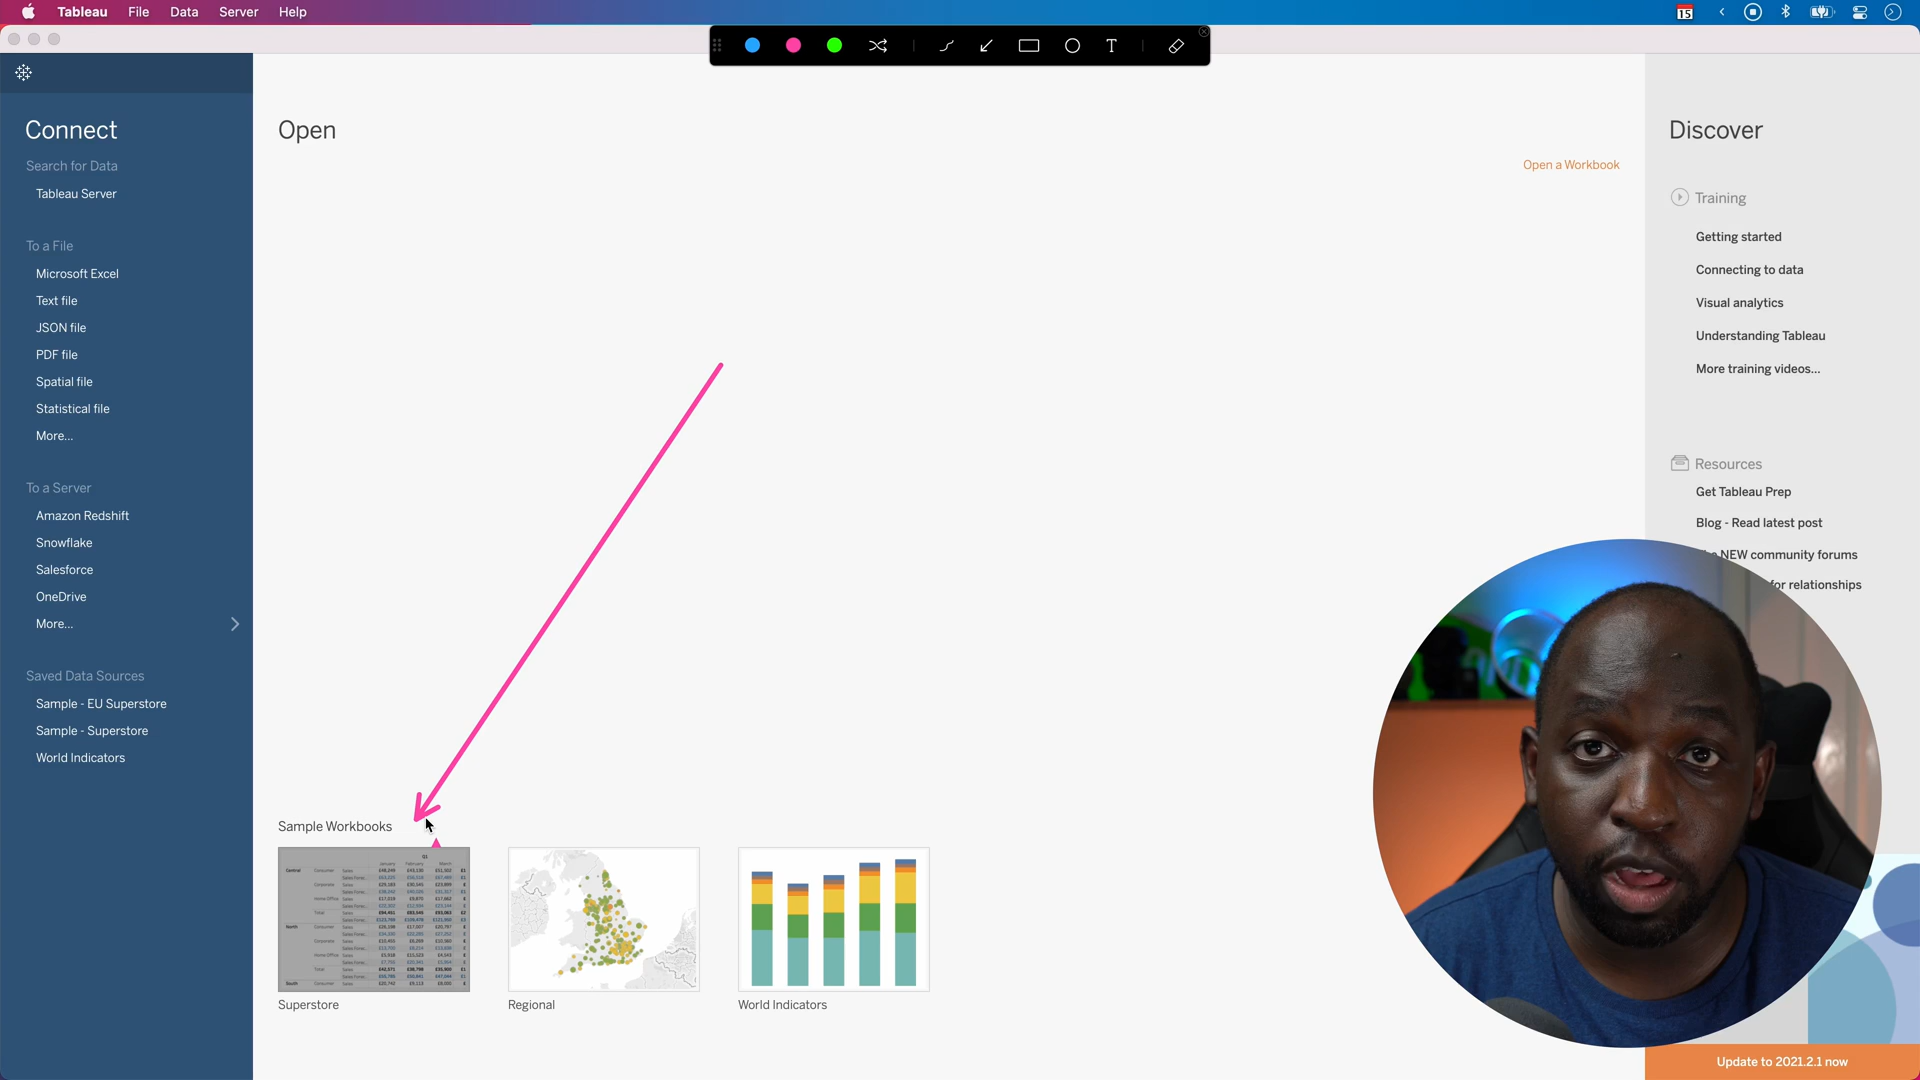 Tableau File Data Server Help
15
T
Connect
Search for Data
Tableau Server
To a File
Microsoft Excel
Text file
JSON file
PDF file
Spatial file
Statistical file
More...
To a Server
Amazon Redshift
Snowflake
Salesforce
OneDrive
More...
Saved Data Sources
Sample - EU Superstore
Sample - Superstore
World Indicators
Open
Open a Workbook
Sample Workbooks
Superstore
Regional
World Indicators
Discover
Training
Getting started
Connecting to data
Visual analytics
Understanding Tableau
More training videos...
Resources
Get Tableau Prep
Blog - Read latest post
NEW community forums
for relationships
Update to 2021.2.1 now